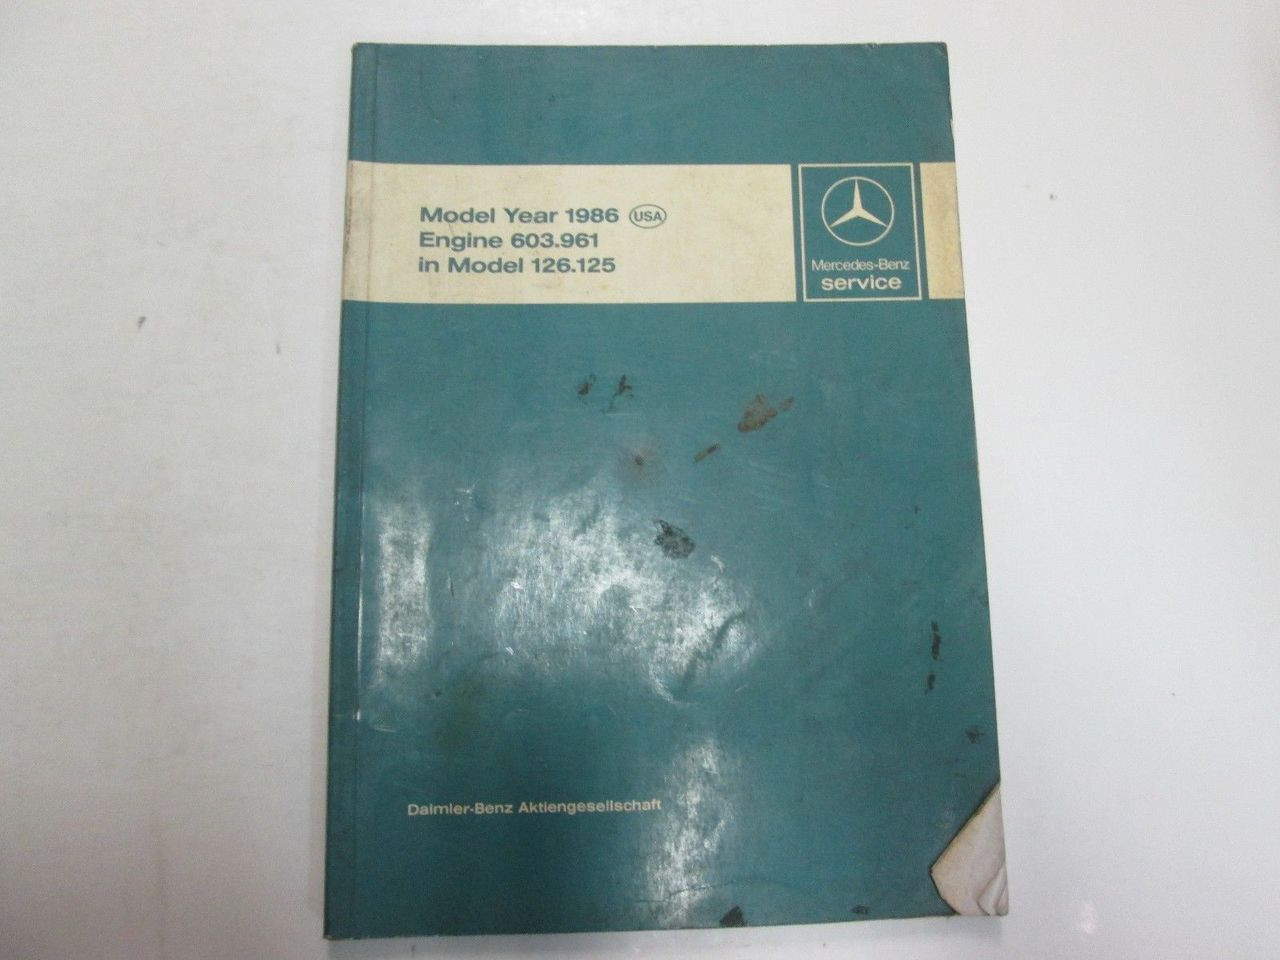 Model Year 1986 USA
Engine 603.961
in Model 126.125
Mercedes-Benz
service
Daimler-Benz Aktiengesellschaft